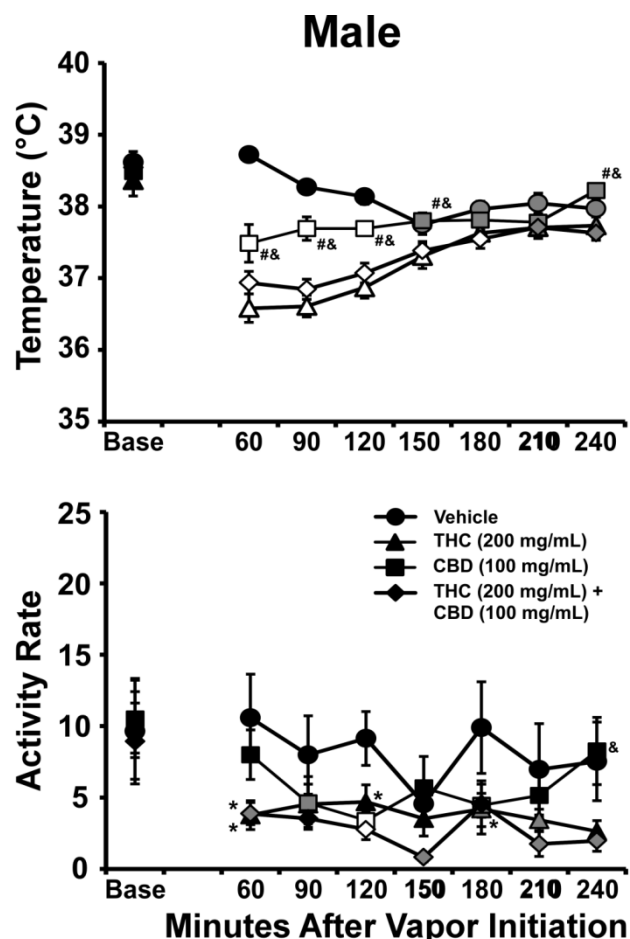 Male
Temperature (°C)
40
39
38
37
36
35
#&
#&
#&
#&
#&
Base 60 90 120 150 180 210 240
Activity Rate
25
20
15
10
5
0
Vehicle
THC (200 mg/mL)
CBD (100 mg/mL)
THC (200 mg/mL) +
CBD (100 mg/mL)
*
*
*
*
&
Base 60 90 120 150 180 210 240
Minutes After Vapor Initiation